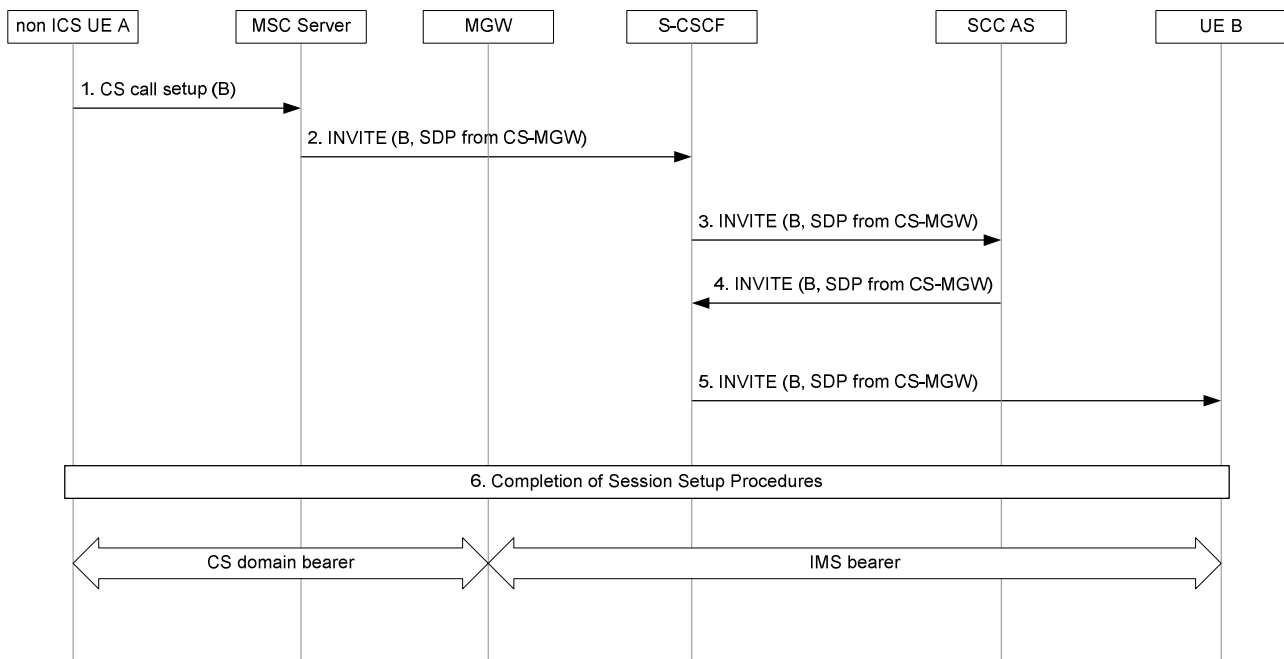 non ICS UE A
MSC Server
MGW
S-CSCF
SCC AS
UE B
1. CS call setup (B)
2. INVITE (B, SDP from CS-MGW)
3. INVITE (B, SDP from CS-MGW)
4. INVITE (B, SDP from CS-MGW)
5. INVITE (B, SDP from CS-MGW)
6. Completion of Session Setup Procedures
CS domain bearer
IMS bearer